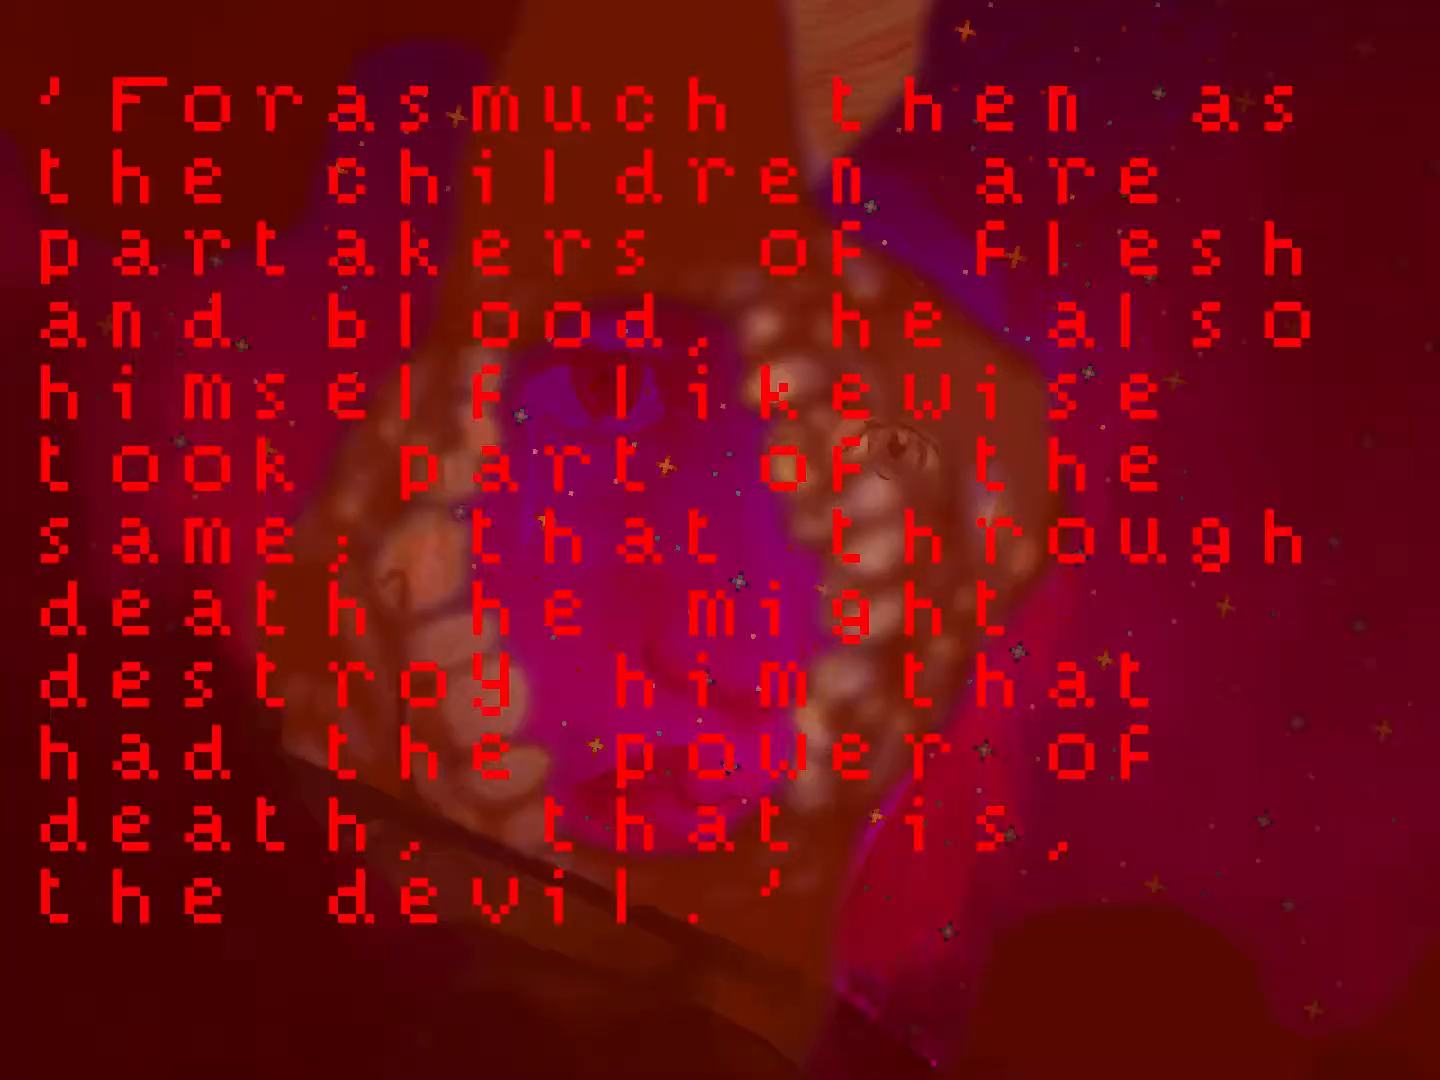 'Forasmuch then as
the children are
partakers of flesh
and blood, he also
himself likewise
took part of the
same; that through
death he might
destroy him that
had the power of
death, that is,
the devil.'